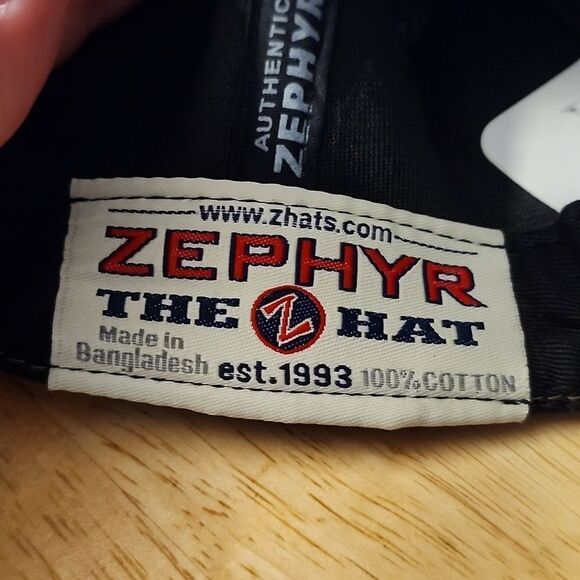 AUTHENTIC
ZEPHYR
www.zhats.com
ZEPHYR
THE Z HAT
Made in
Bangladesh
est.1993
100% COTTON